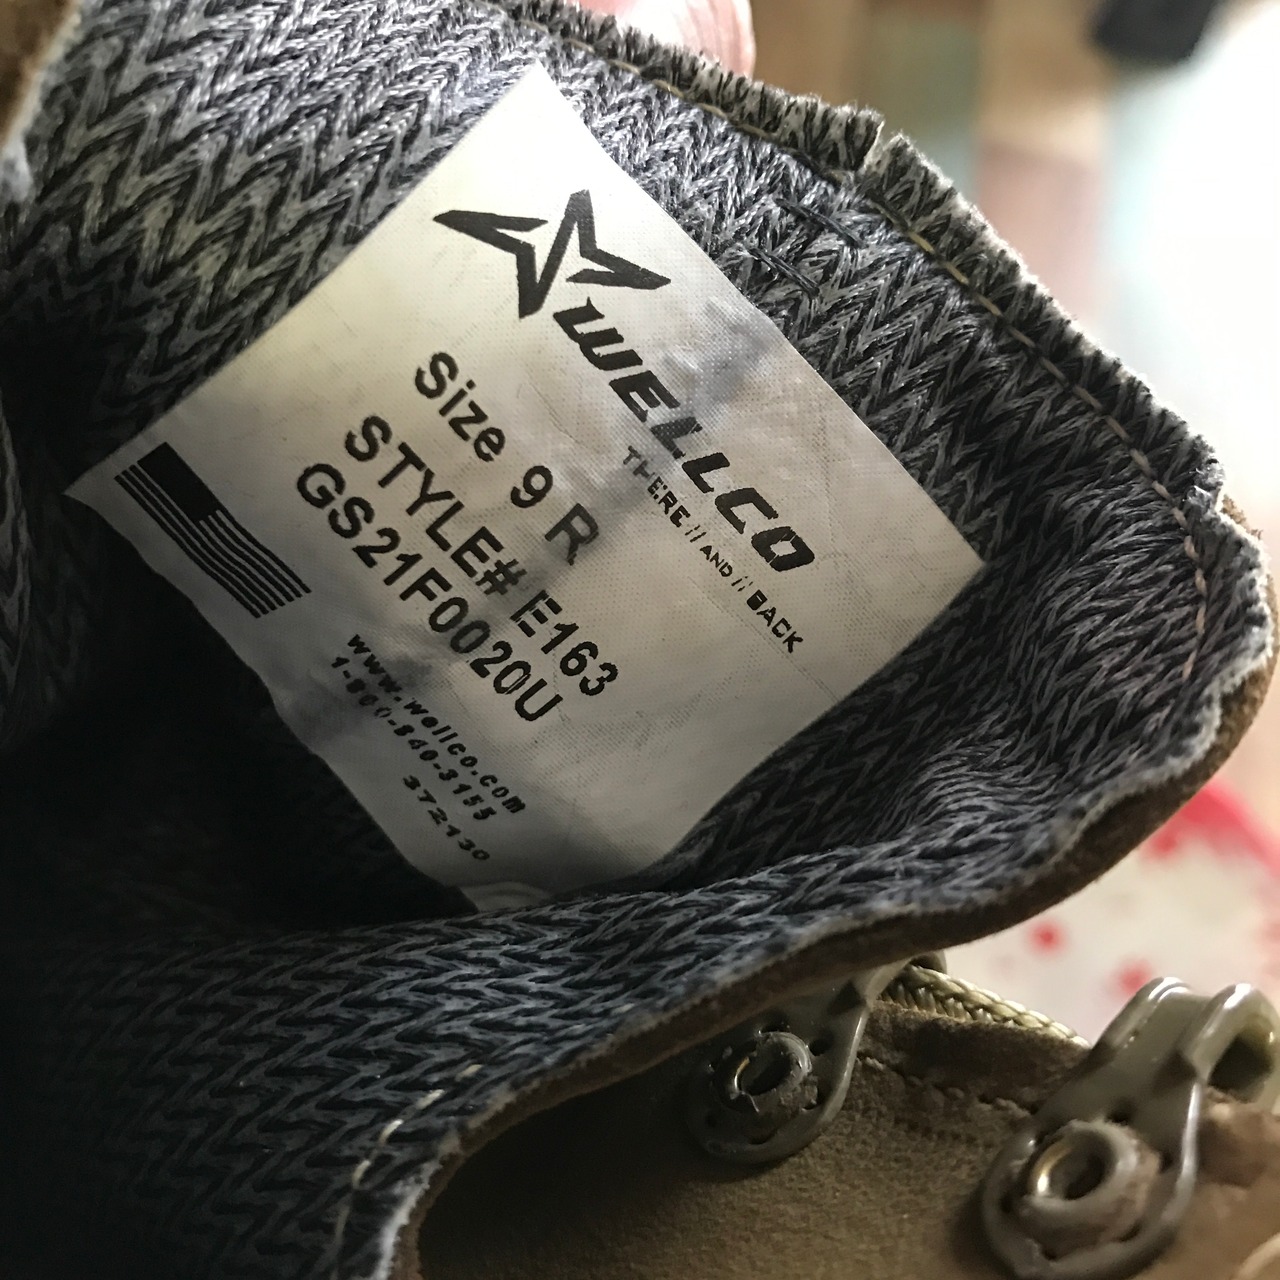 WELLCO
THERE // AND // BACK
Size 9 R
STYLE# E163
GS21F0020U
www.wellco.com
1-800-840-3155
372130